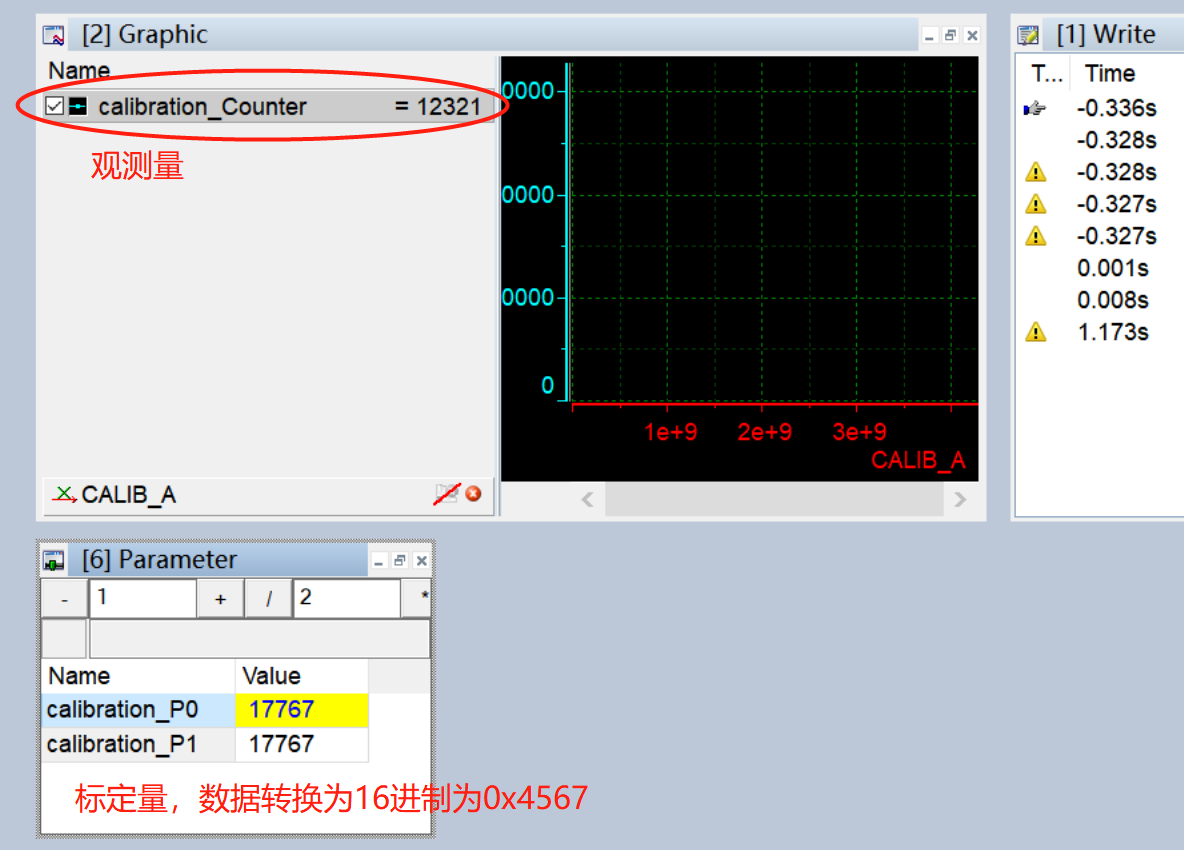 [2] Graphic
Name
calibration_Counter = 12321
观测量
0000
0000
0000
0
1e+9 2e+9 3e+9
CALIB_A
CALIB_A
[1] Write
T... Time
-0.336s
-0.328s
-0.328s
-0.327s
-0.327s
0.001s
0.008s
1.173s
[6] Parameter
- 1 + / 2 *
Name Value
calibration_P0 17767
calibration_P1 17767
标定量，数据转换为16进制为0x4567